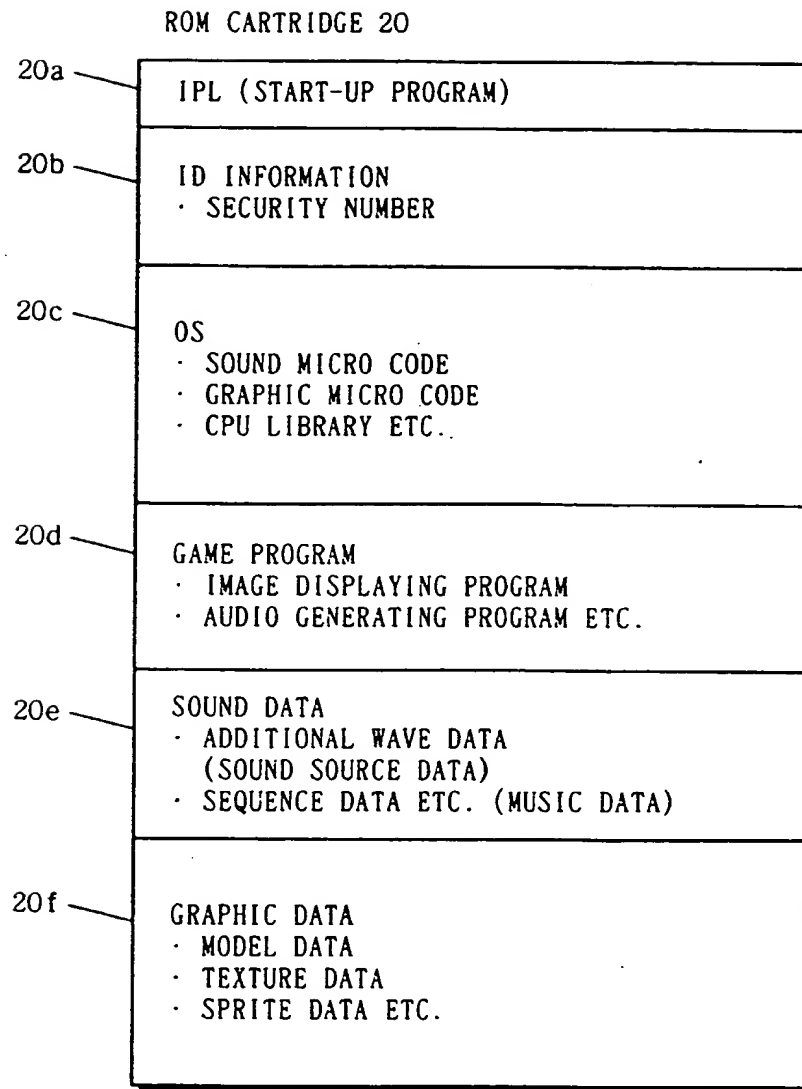 ROM CARTRIDGE 20
20a
IPL (START-UP PROGRAM)
20b
ID INFORMATION
· SECURITY NUMBER
20c
OS
· SOUND MICRO CODE
· GRAPHIC MICRO CODE
· CPU LIBRARY ETC.
20d
GAME PROGRAM
· IMAGE DISPLAYING PROGRAM
· AUDIO GENERATING PROGRAM ETC.
20e
SOUND DATA
· ADDITIONAL WAVE DATA
(SOUND SOURCE DATA)
· SEQUENCE DATA ETC. (MUSIC DATA)
20f
GRAPHIC DATA
· MODEL DATA
· TEXTURE DATA
· SPRITE DATA ETC.